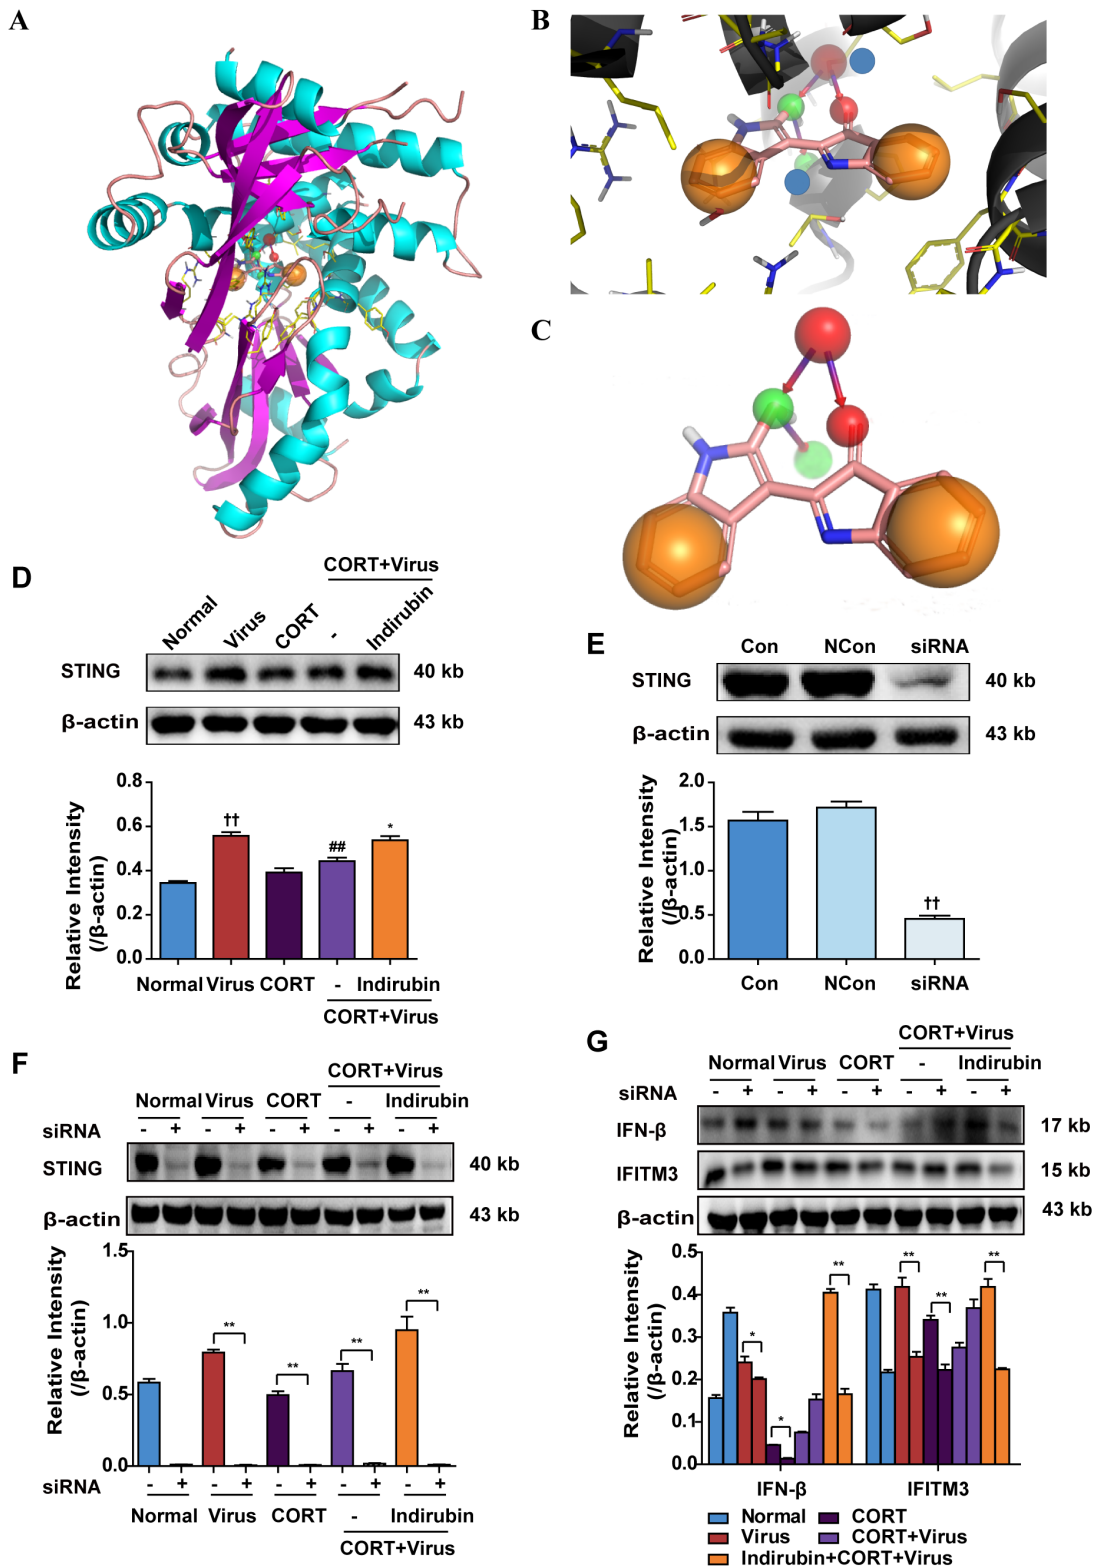 A
B
C
D
CORT+Virus
Normal
Virus
CORT
-
Indirubin
STING
40 kb
β-actin
43 kb
Relative Intensity
(/β-actin)
0.8
0.6
0.4
0.2
0.0
††
##
*
Normal Virus CORT - Indirubin
CORT+Virus
E
Con NCon siRNA
STING
40 kb
β-actin
43 kb
Relative Intensity
(/β-actin)
2.0
1.5
1.0
0.5
0.0
††
Con NCon siRNA
F
CORT+Virus
Normal Virus CORT - Indirubin
siRNA - + - + - + - + - +
STING
40 kb
β-actin
43 kb
Relative Intensity
(/β-actin)
1.5
1.0
0.5
0.0
** ** ** **
siRNA - + - + - + - + - +
Normal Virus CORT - Indirubin
CORT+Virus
G
CORT+Virus
Normal Virus CORT - Indirubin
siRNA - + - + - + - + - +
IFN-β
17 kb
IFITM3
15 kb
β-actin
43 kb
Relative Intensity
(/β-actin)
0.5
0.4
0.3
0.2
0.1
0.0
* * ** ** ** **
IFN-β IFITM3
Normal CORT
Virus CORT+Virus
Indirubin+CORT+Virus